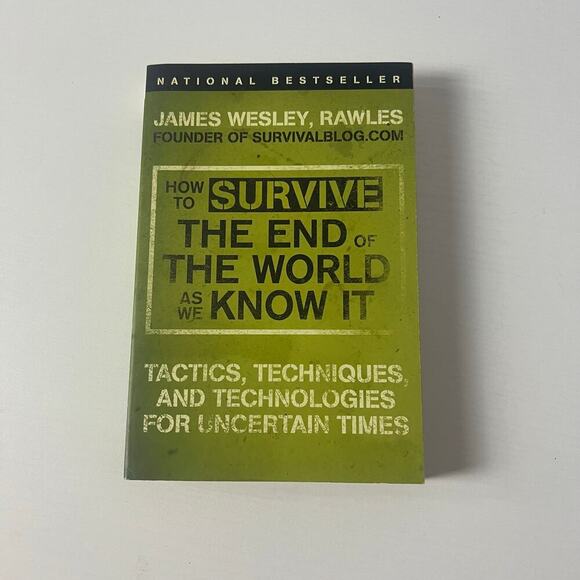 NATIONAL BESTSELLER
JAMES WESLEY, RAWLES
FOUNDER OF SURVIVALBLOG.COM
HOW TO SURVIVE
THE END OF
THE WORLD
AS WE KNOW IT
TACTICS, TECHNIQUES,
AND TECHNOLOGIES
FOR UNCERTAIN TIMES